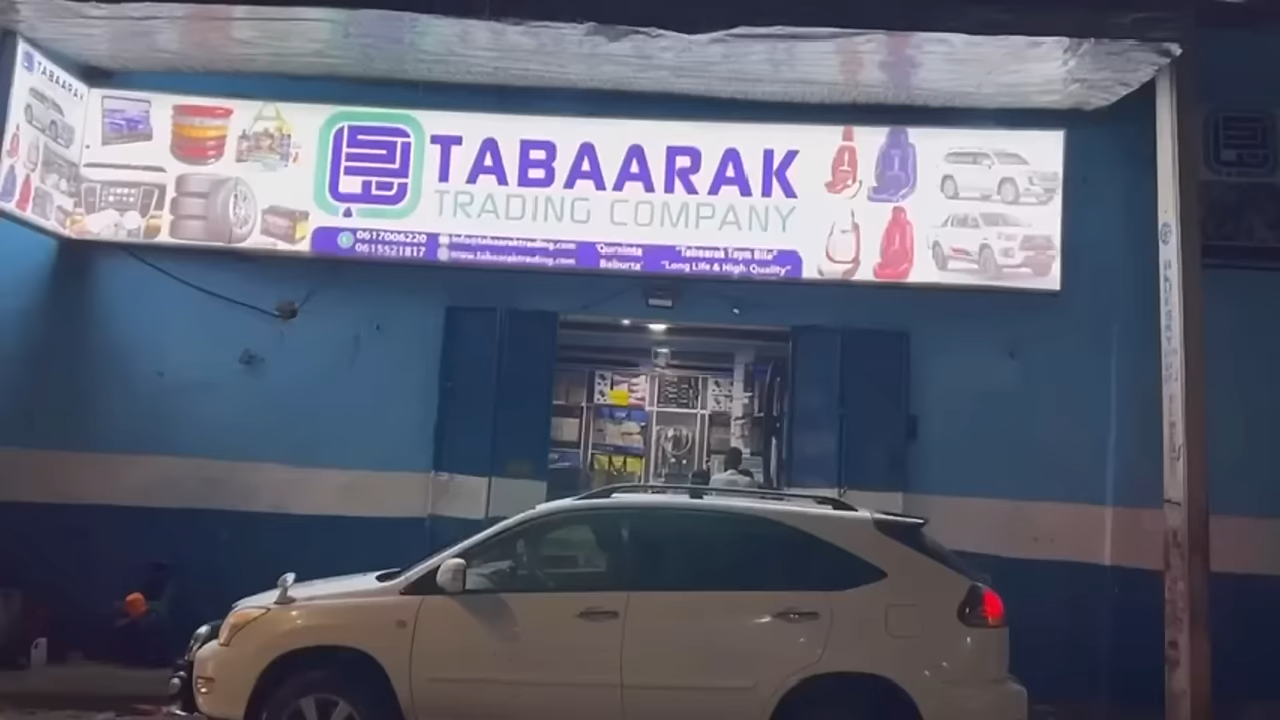 TABAARAK
TABAARAK
TRADING COMPANY
0617006220
0615521817
info@tabaaraktrading.com
www.tabaaraktrading.com
"Qurxinta
Baburta"
"Tabaarak Taym Bila"
"Long Life & High Quality"